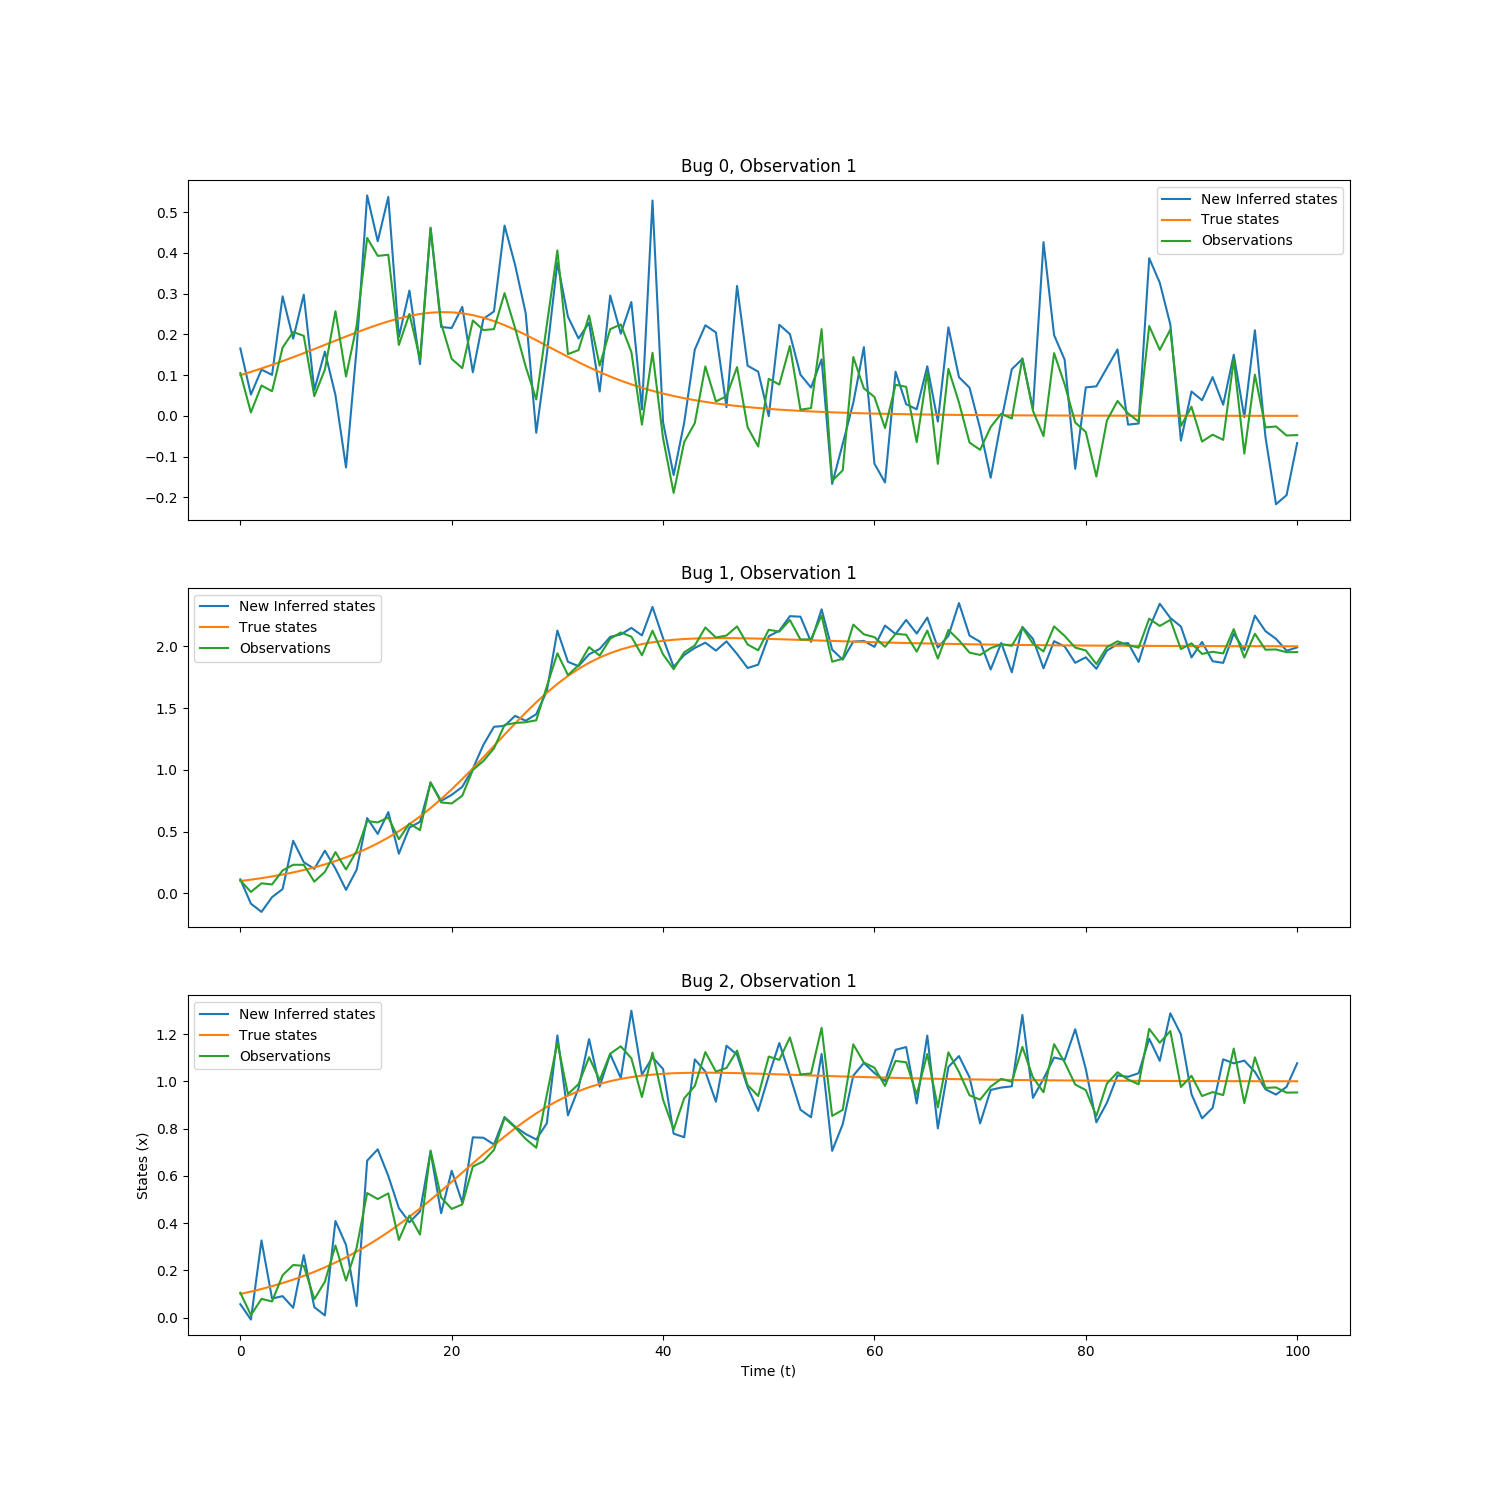 Bug 0, Observation 1
0.5
0.4
0.3
0.2
0.1
0.0
−0.1
−0.2
New Inferred states
True states
Observations
Bug 1, Observation 1
2.0
1.5
1.0
0.5
0.0
New Inferred states
True states
Observations
Bug 2, Observation 1
1.2
1.0
0.8
0.6
0.4
0.2
0.0
New Inferred states
True states
Observations
States (x)
0 20 40 60 80 100
Time (t)